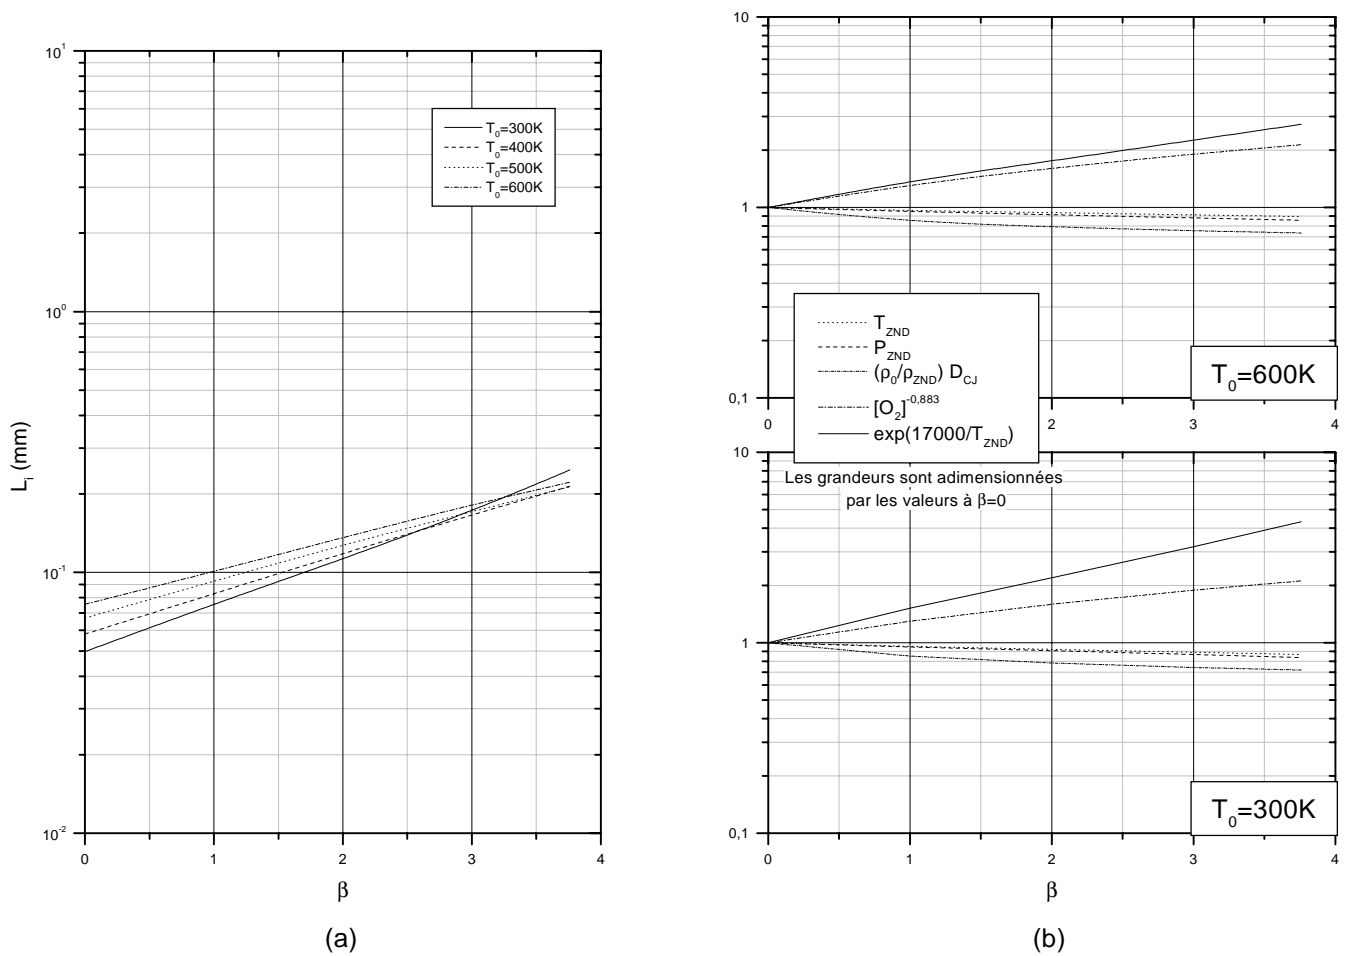 10¹
10⁰
10⁻¹
10⁻²
L_i (mm)
T₀=300K
T₀=400K
T₀=500K
T₀=600K
0
1
2
3
4
β
(a)
10
1
0,1
0
1
2
3
4
T₀=600K
T_ZND
P_ZND
(ρ₀/ρ_ZND) D_CJ
[O₂]^-0,883
exp(17000/T_ZND)
Les grandeurs sont adimensionnées
par les valeurs à β=0
10
1
0,1
0
1
2
3
4
T₀=300K
β
(b)